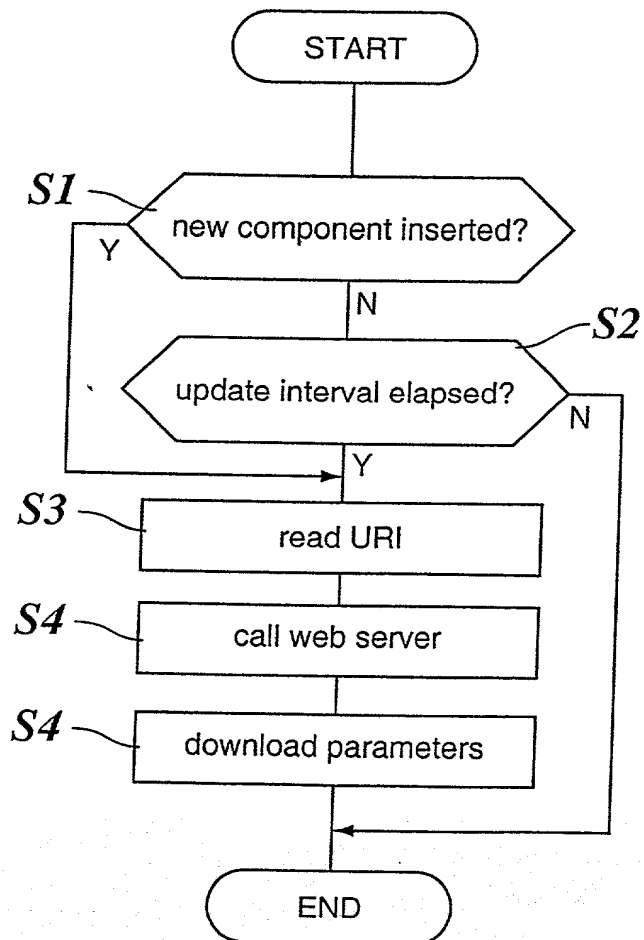 START
S1
new component inserted?
Y
N
S2
update interval elapsed?
N
Y
S3
read URI
S4
call web server
S4
download parameters
END